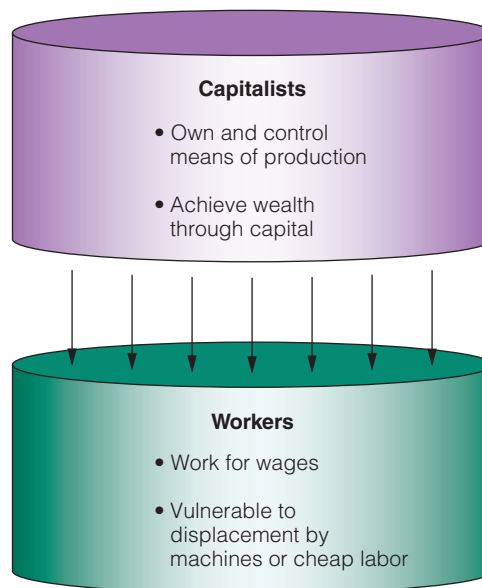 Capitalists
• Own and control
means of production
• Achieve wealth
through capital
Workers
• Work for wages
• Vulnerable to
displacement by
machines or cheap labor